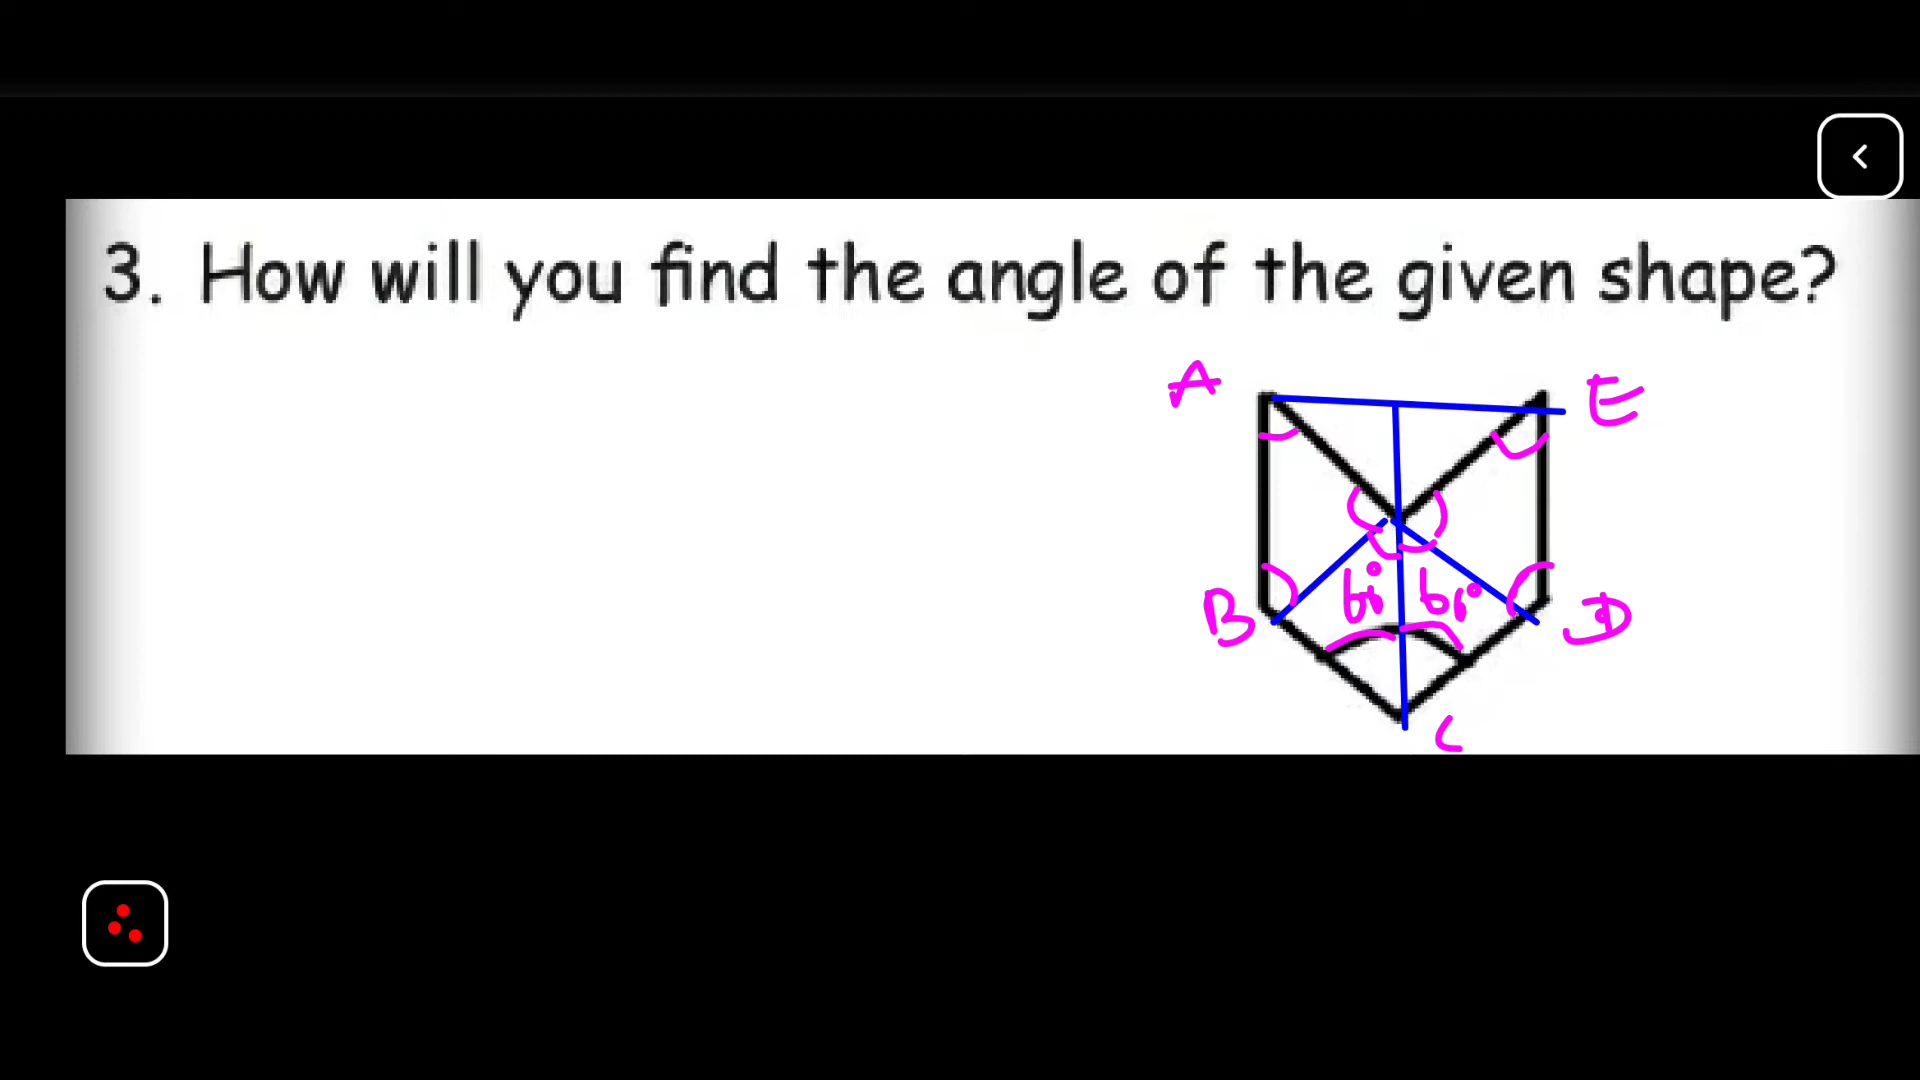 3. How will you find the angle of the given shape?
A E
60° 60°
B D
C